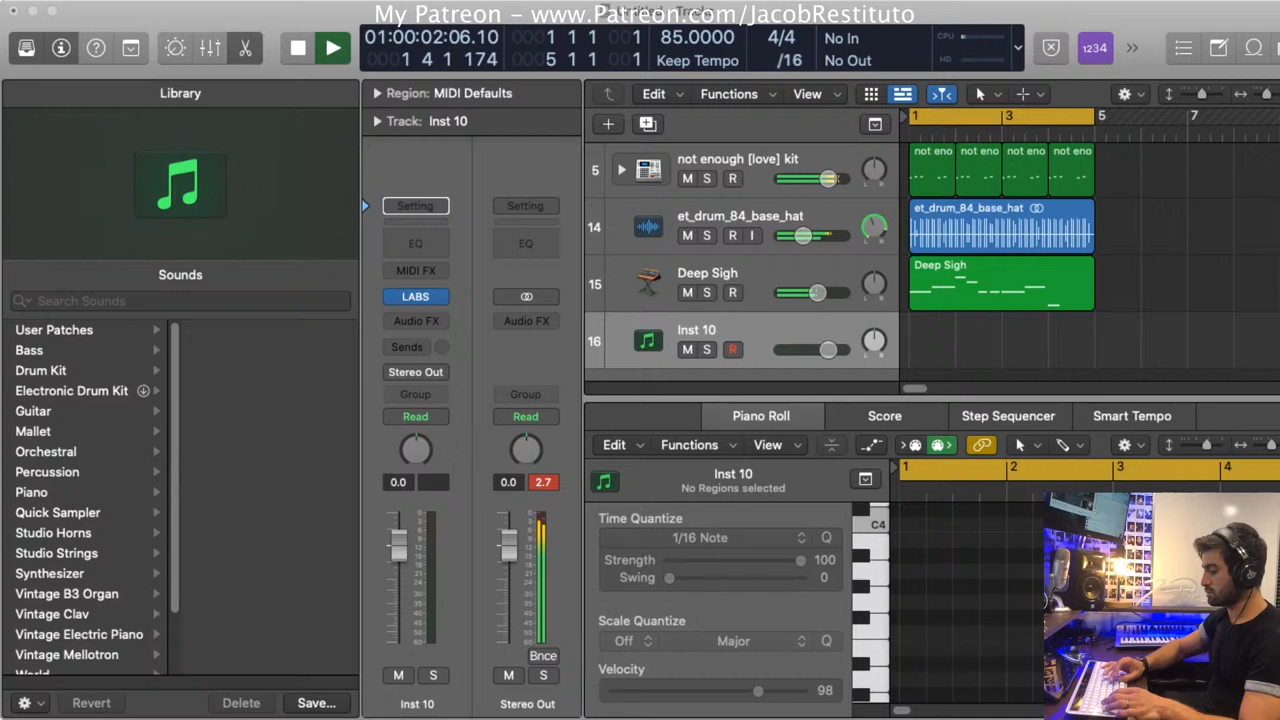 My Patreon - www.Patreon.com/JacobRestituto
01:00:02:06.10
1 4 1 174
1 1 1 001
5 1 1 001
85.0000
Keep Tempo
4/4
/16
No In
No Out
CPU
HD
1234
Library
Region: MIDI Defaults
Track: Inst 10
Edit
Functions
View
1
3
5
7
Setting
Setting
EQ
EQ
MIDI FX
LABS
Audio FX
Audio FX
Sends
Stereo Out
Group
Group
Read
Read
0.0
0.0
2.7
Bnce
M
S
M
S
Inst 10
Stereo Out
5
not enough [love] kit
M S R
not eno
not eno
not eno
not eno
14
et_drum_84_base_hat
M S R I
et_drum_84_base_hat
15
Deep Sigh
M S R
Deep Sigh
16
Inst 10
M S R
Sounds
Search Sounds
User Patches
Bass
Drum Kit
Electronic Drum Kit
Guitar
Mallet
Orchestral
Percussion
Piano
Quick Sampler
Studio Horns
Studio Strings
Synthesizer
Vintage B3 Organ
Vintage Clav
Vintage Electric Piano
Vintage Mellotron
World
Revert
Delete
Save...
Piano Roll
Score
Step Sequencer
Smart Tempo
Edit
Functions
View
Inst 10
No Regions selected
1
2
3
4
C4
Time Quantize
1/16 Note
Q
Strength
100
Swing
0
Scale Quantize
Off
Major
Q
Velocity
98